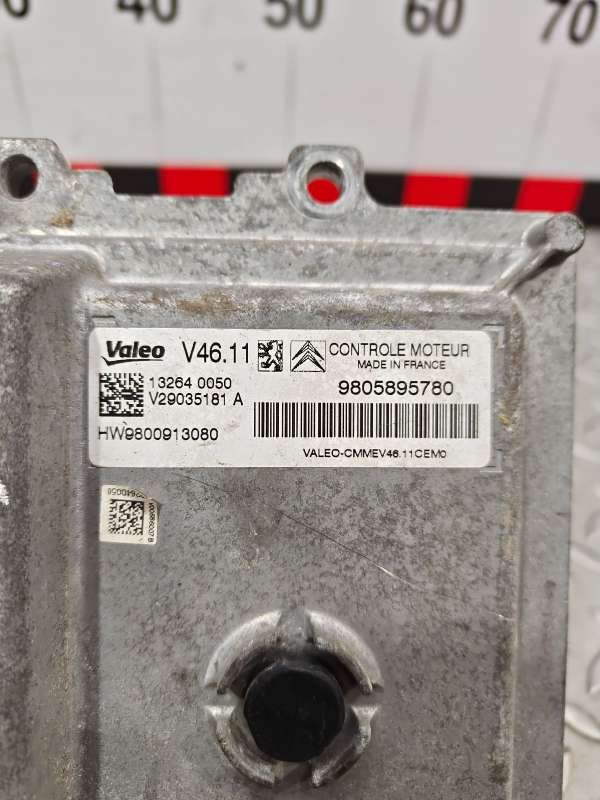 50
60
70
Valeo V46.11 CONTROLE MOTEUR
MADE IN FRANCE
13264 0050
V29035181 A
9805895780
HW9800913080
VALEO-CMMEV46.11CEM0